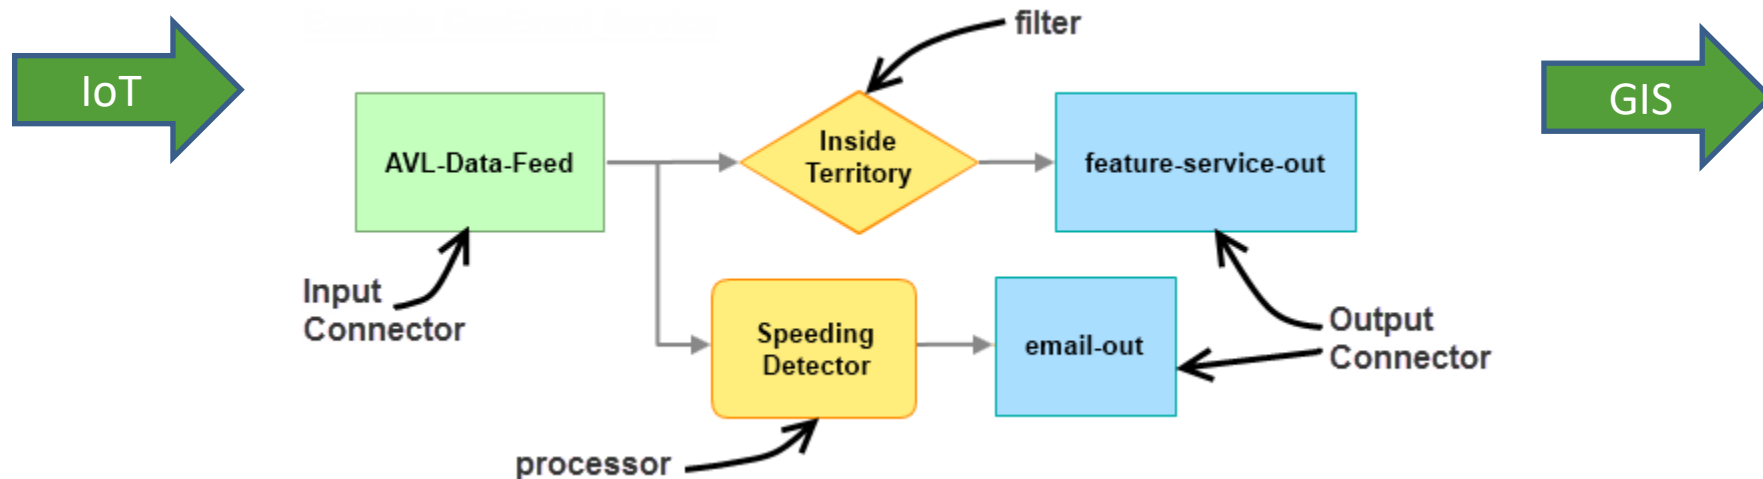 IoT
filter
GIS
AVL-Data-Feed
Inside
Territory
feature-service-out
Input
Connector
Speeding
Detector
email-out
Output
Connector
processor